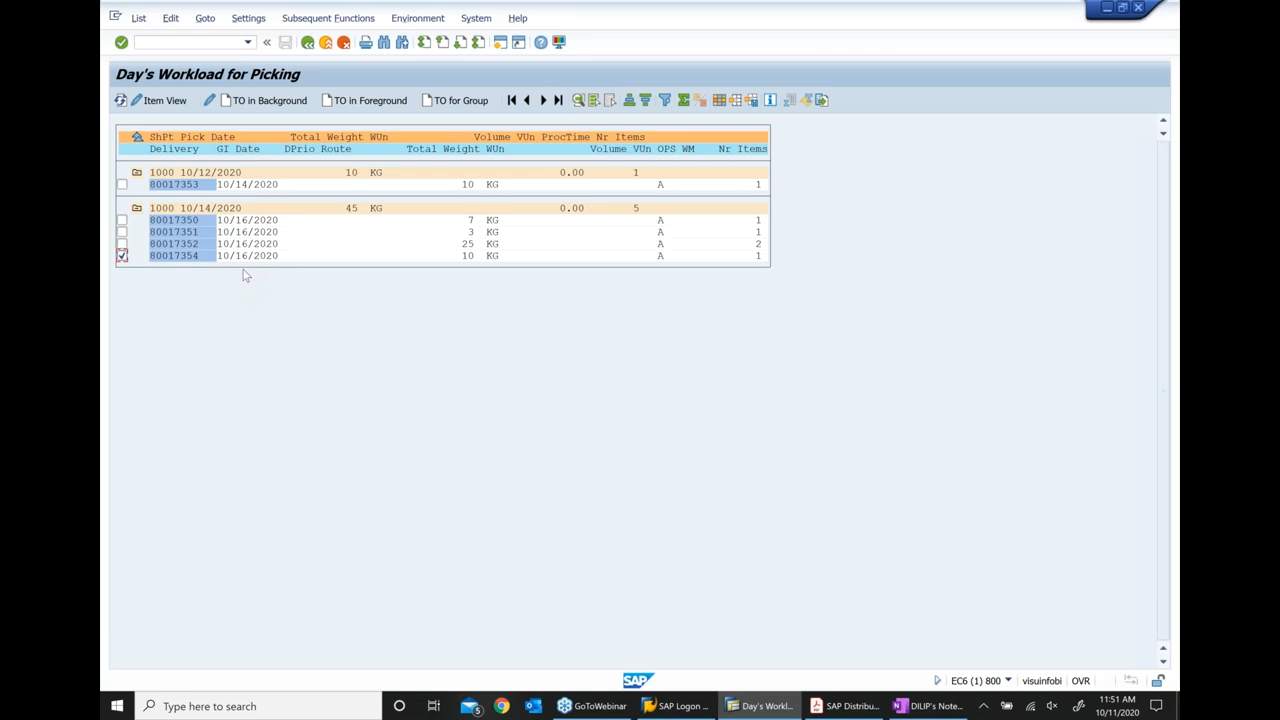 List Edit Goto Settings Subsequent Functions Environment System Help
Day's Workload for Picking
Item View TO in Background TO in Foreground TO for Group
ShPt Pick Date Total Weight WUn Volume VUn ProcTime Nr Items
Delivery GI Date DPrio Route Total Weight WUn Volume VUn OPS WM Nr Items
1000 10/12/2020 10 KG 0.00 1
80017353 10/14/2020 10 KG A 1
1000 10/14/2020 45 KG 0.00 5
80017350 10/16/2020 7 KG A 1
80017351 10/16/2020 3 KG A 1
80017352 10/16/2020 25 KG A 2
80017354 10/16/2020 10 KG A 1
SAP EC6 (1) 800 visuinfobi OVR
Type here to search 5 GoToWebinar SAP Logon ... Day's Workl... SAP Distribu... DILIP's Note... 11:51 AM
10/11/2020